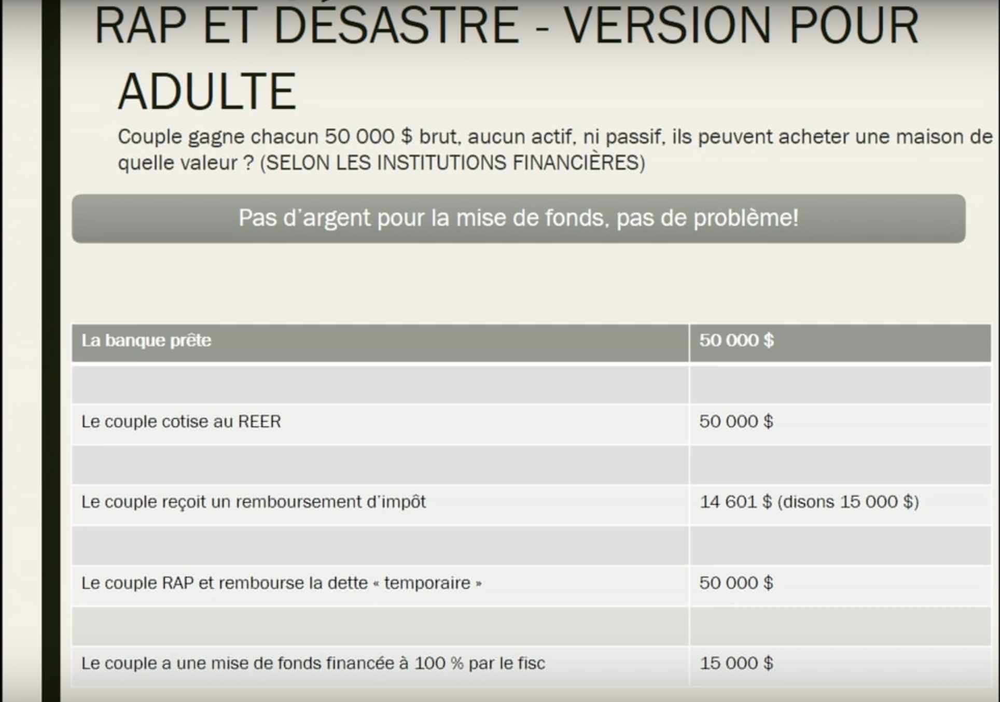 RAP ET DÉSASTRE - VERSION POUR
ADULTE
Couple gagne chacun 50 000 $ brut, aucun actif, ni passif, ils peuvent acheter une maison de
quelle valeur ? (SELON LES INSTITUTIONS FINANCIÈRES)
Pas d'argent pour la mise de fonds, pas de problème!
La banque prête 50 000 $
Le couple cotise au REER 50 000 $
Le couple reçoit un remboursement d'impôt 14 601 $ (disons 15 000 $)
Le couple RAP et rembourse la dette « temporaire » 50 000 $
Le couple a une mise de fonds financée à 100 % par le fisc 15 000 $